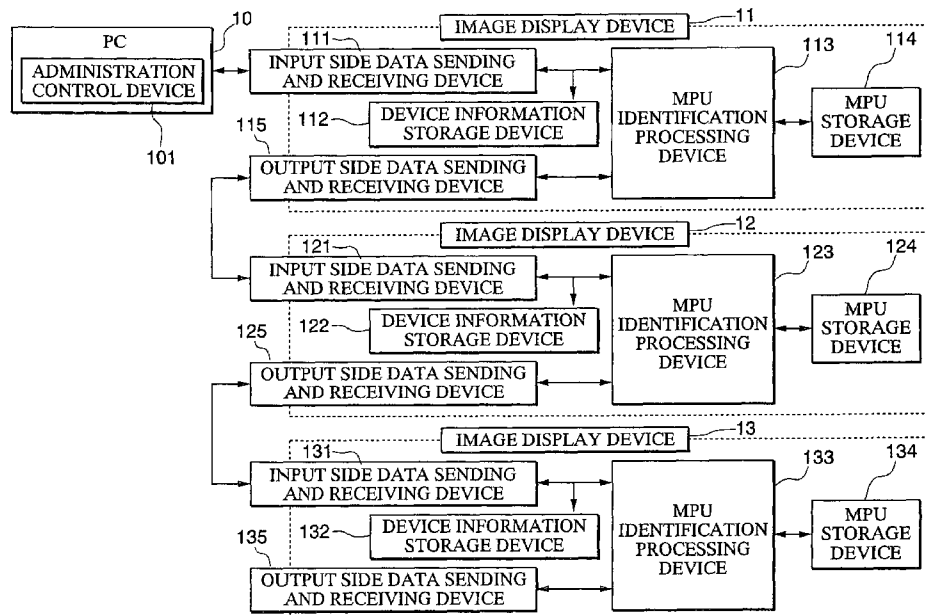 10
PC
ADMINISTRATION
CONTROL DEVICE
101
IMAGE DISPLAY DEVICE
11
111
INPUT SIDE DATA SENDING
AND RECEIVING DEVICE
112
DEVICE INFORMATION
STORAGE DEVICE
115
OUTPUT SIDE DATA SENDING
AND RECEIVING DEVICE
113
MPU
IDENTIFICATION
PROCESSING
DEVICE
114
MPU
STORAGE
DEVICE
IMAGE DISPLAY DEVICE
12
121
INPUT SIDE DATA SENDING
AND RECEIVING DEVICE
122
DEVICE INFORMATION
STORAGE DEVICE
125
OUTPUT SIDE DATA SENDING
AND RECEIVING DEVICE
123
MPU
IDENTIFICATION
PROCESSING
DEVICE
124
MPU
STORAGE
DEVICE
IMAGE DISPLAY DEVICE
13
131
INPUT SIDE DATA SENDING
AND RECEIVING DEVICE
132
DEVICE INFORMATION
STORAGE DEVICE
135
OUTPUT SIDE DATA SENDING
AND RECEIVING DEVICE
133
MPU
IDENTIFICATION
PROCESSING
DEVICE
134
MPU
STORAGE
DEVICE